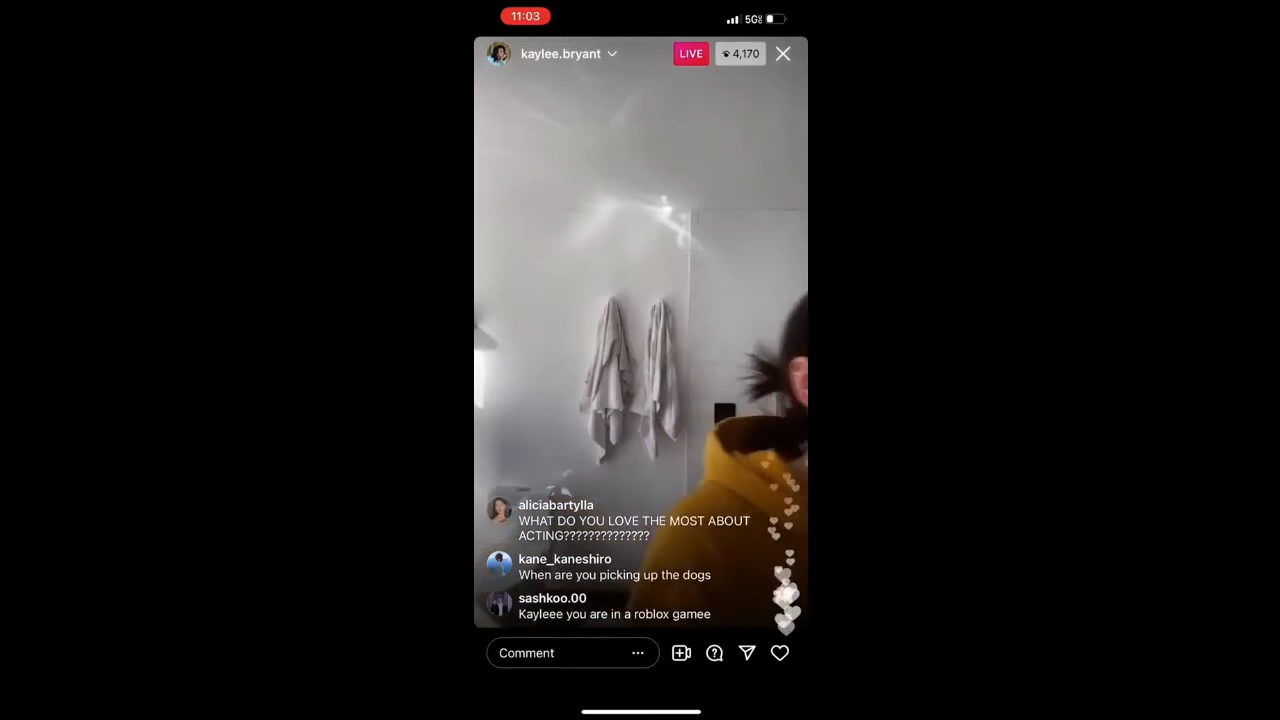 11:03
5G
kaylee.bryant
LIVE
4,170
aliciabartylla
WHAT DO YOU LOVE THE MOST ABOUT
ACTING??????????????
kane_kaneshiro
When are you picking up the dogs
sashkoo.00
Kayleee you are in a roblox gamee
Comment